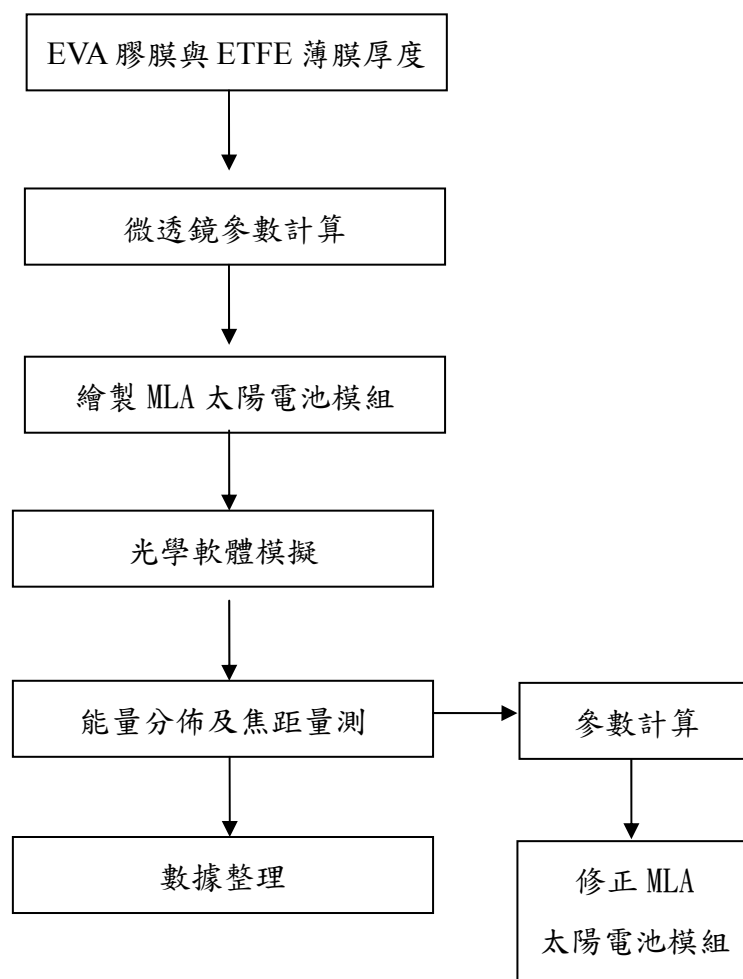 EVA 膠膜與 ETFE 薄膜厚度
微透鏡參數計算
繪製 MLA 太陽電池模組
光學軟體模擬
能量分佈及焦距量測
參數計算
數據整理
修正 MLA
太陽電池模組